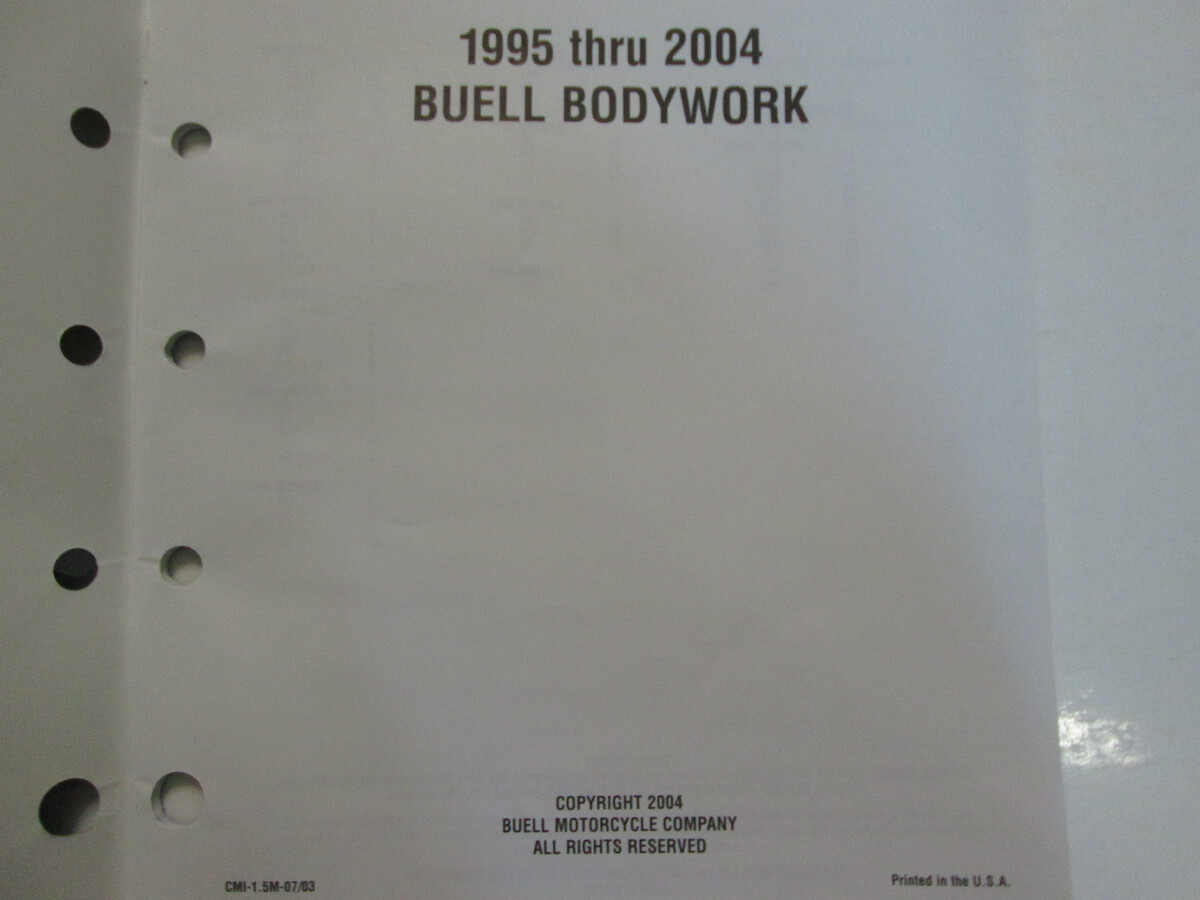 1995 thru 2004
BUELL BODYWORK
COPYRIGHT 2004
BUELL MOTORCYCLE COMPANY
ALL RIGHTS RESERVED
CMI-1.5M-07/03
Printed in the U.S.A.